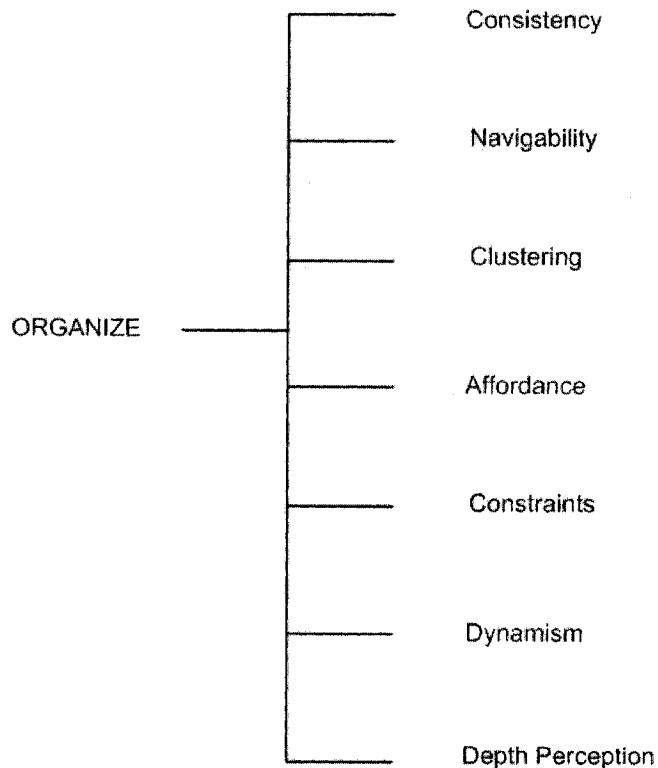 Consistency
Navigability
Clustering
ORGANIZE
Affordance
Constraints
Dynamism
Depth Perception